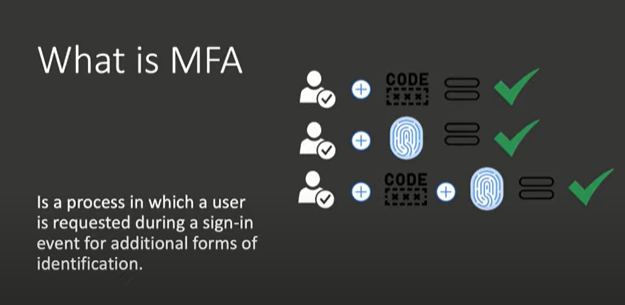 What is MFA
CODE
CODE
Is a process in which a user
is requested during a sign-in
event for additional forms of
identification.